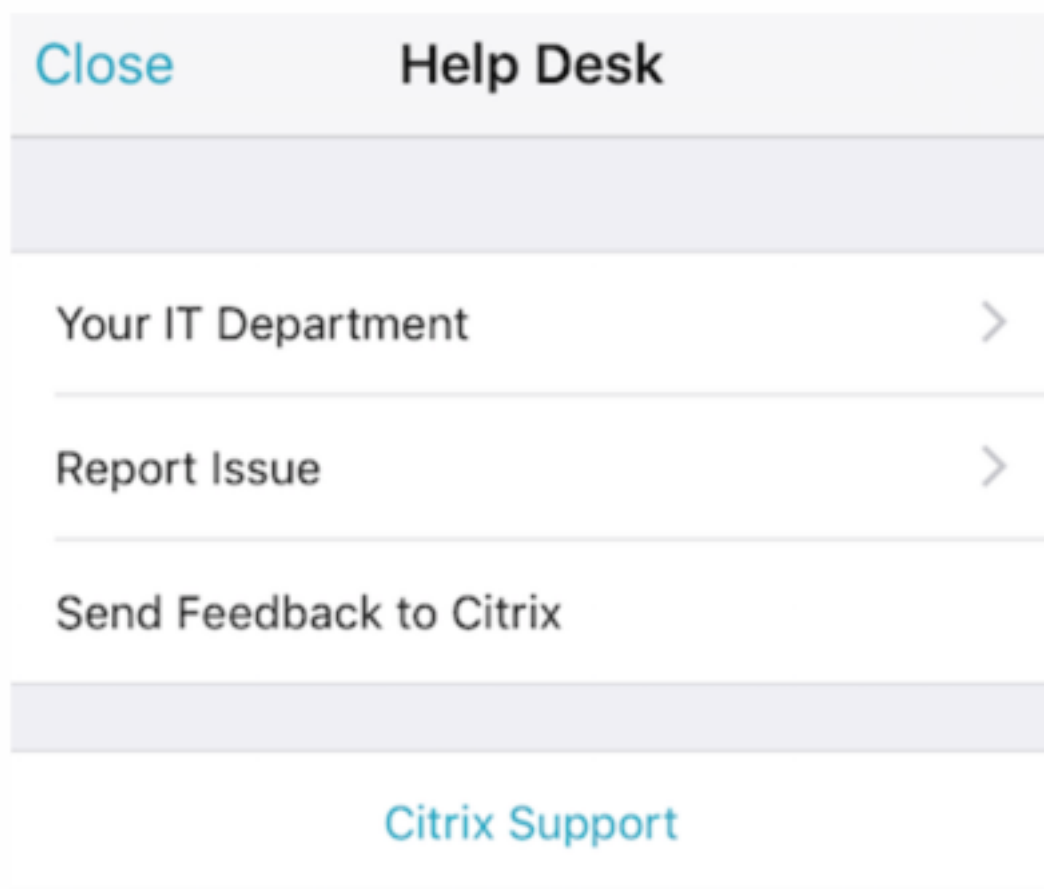 Close
Help Desk
Your IT Department
Report Issue
Send Feedback to Citrix
Citrix Support